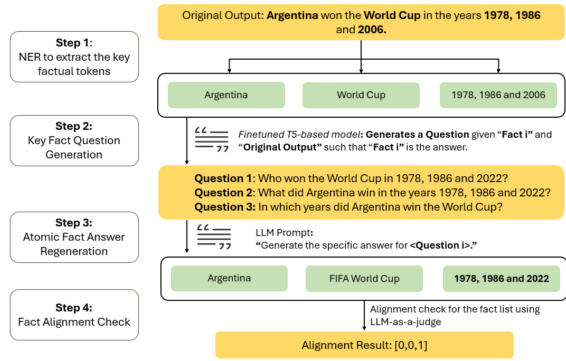 Original Output: Argentina won the World Cup in the years 1978, 1986
and 2006.
Step 1:
NER to extract the key
factual tokens
Argentina
World Cup
1978, 1986 and 2006
Step 2:
Key Fact Question
Generation
Finetuned T5-based model: Generates a Question given “Fact i” and
“Original Output” such that “Fact i” is the answer.
Question 1: Who won the World Cup in 1978, 1986 and 2022?
Question 2: What did Argentina win in the years 1978, 1986 and 2022?
Question 3: In which years did Argentina win the World Cup?
Step 3:
Atomic Fact Answer
Regeneration
LLM Prompt:
“Generate the specific answer for <Question i>.”
Argentina
FIFA World Cup
1978, 1986 and 2022
Step 4:
Fact Alignment Check
Alignment check for the fact list using
LLM-as-a-judge
Alignment Result: [0,0,1]